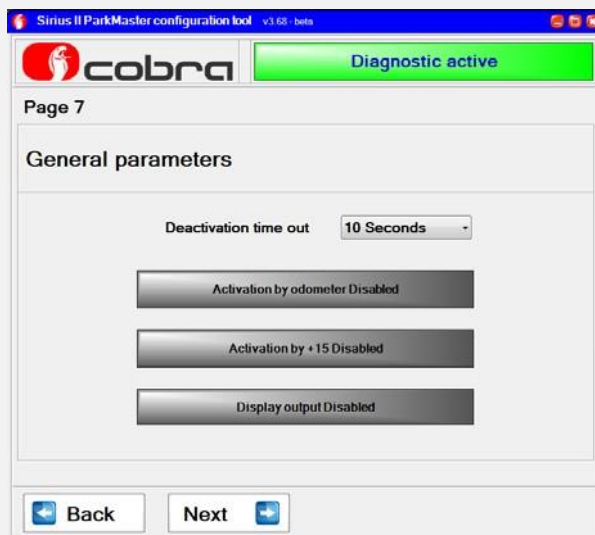 Sirius II ParkMaster configuration tool v3.68 - beta
cobra
Diagnostic active
Page 7
General parameters
Deactivation time out 10 Seconds
Activation by odometer Disabled
Activation by +15 Disabled
Display output Disabled
Back Next